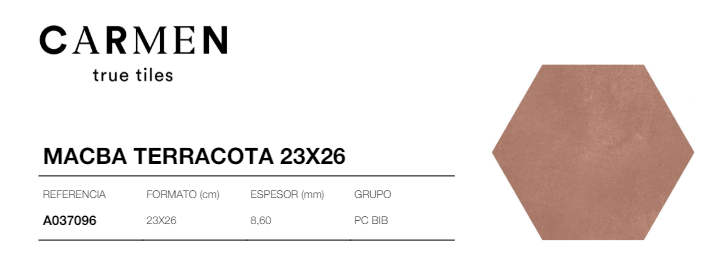 CARMEN
true tiles
MACBA TERRACOTA 23X26
REFERENCIA FORMATO (cm) ESPESOR (mm) GRUPO
A037096 23X26 8,60 PC BIB